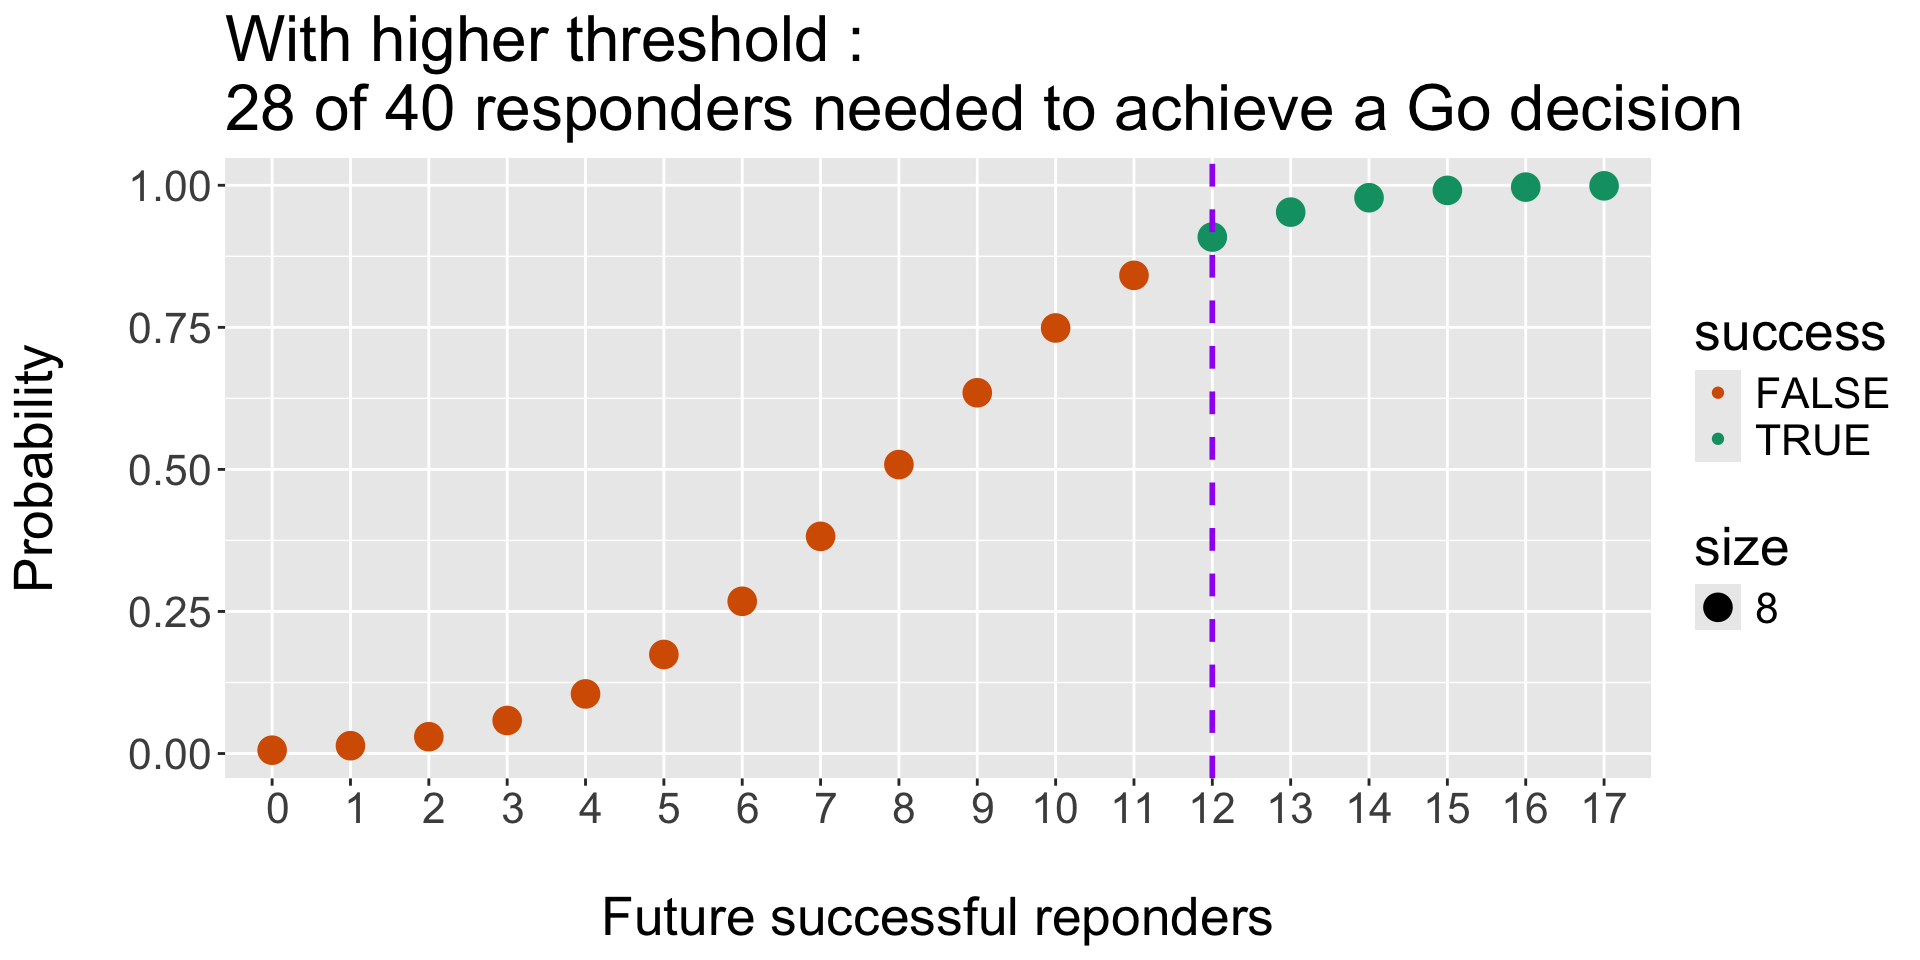 With higher threshold :
28 of 40 responders needed to achieve a Go decision
Probability
1.00
0.75
0.50
0.25
0.00
0 1 2 3 4 5 6 7 8 9 10 11 12 13 14 15 16 17
Future successful reponders
success
FALSE
TRUE
size
8